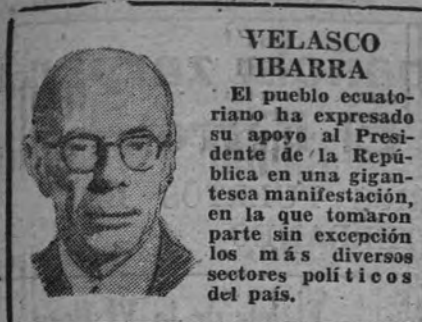 VELASCO
IBARRA
El pueblo ecuato-
riano ha expresado
su apoyo al Presi-
dente de la Repú-
blica en una gigan-
tesca manifestación,
en la que tomaron
parte sin excepción
los más diversos
sectores políticos
del país.